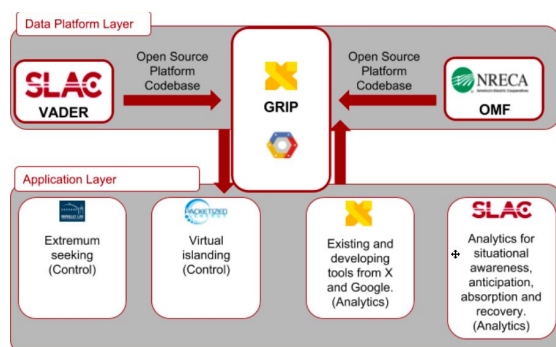 Data Platform Layer
SLAC
VADER
Open Source
Platform
Codebase
GRIP
Open Source
Platform
Codebase
NRECA
OMF
Application Layer
Extremum
seeking
(Control)
PACKETIZED
Virtual
islanding
(Control)
Existing and
developing
tools from X
and Google.
(Analytics)
SLAC
Analytics for
situational
awareness,
anticipation,
absorption and
recovery.
(Analytics)